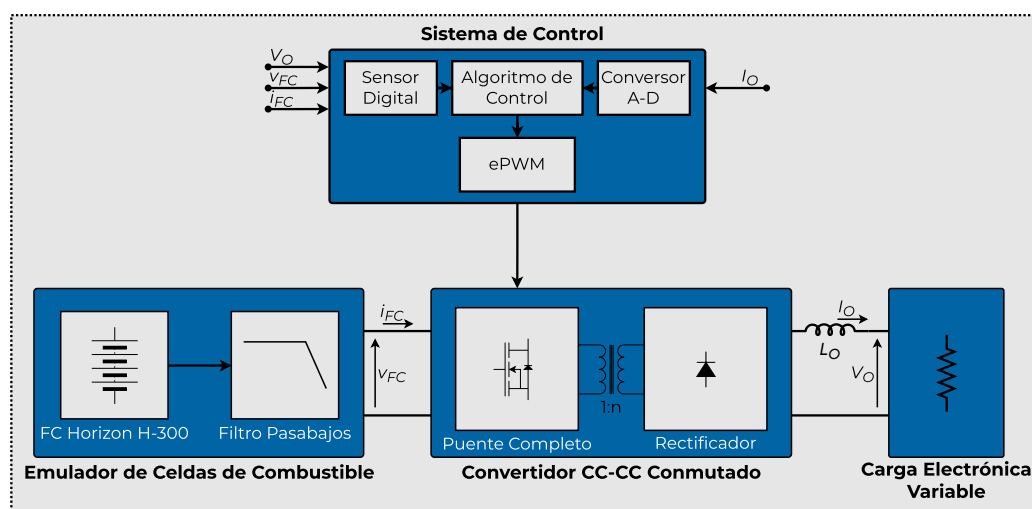 Sistema de Control
VO
vFC
iFC
Sensor
Digital
Algoritmo de
Control
Conversor
A-D
IO
ePWM
FC Horizon H-300
Filtro Pasabajos
Emulador de Celdas de Combustible
iFC
vFC
1:n
Puente Completo
Rectificador
Convertidor CC-CC Conmutado
IO
LO
VO
Carga Electrónica
Variable